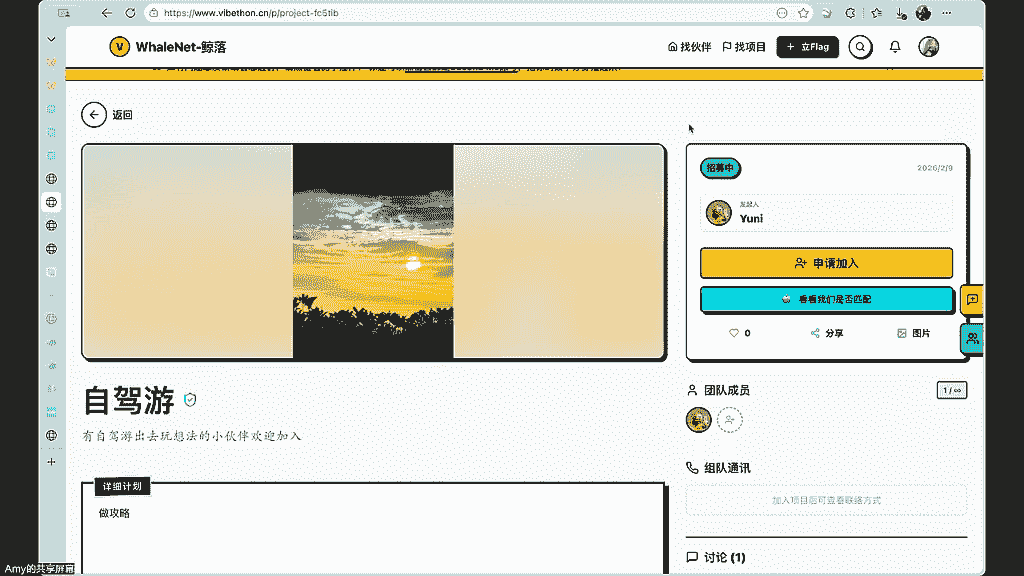 https://www.vibethon.cn/p/project-fc5tib
WhaleNet-鲸落
找伙伴
找项目
+ 立Flag
返回
招募中
2026/2/9
发起人
Yuni
申请加入
看看我们是否匹配
0
分享
图片
自驾游
有自驾游出去玩想法的小伙伴欢迎加入
团队成员
1 / ∞
组队通讯
加入项目后可查看联络方式
详细计划
做攻略
讨论 (1)
Amy的共享屏幕